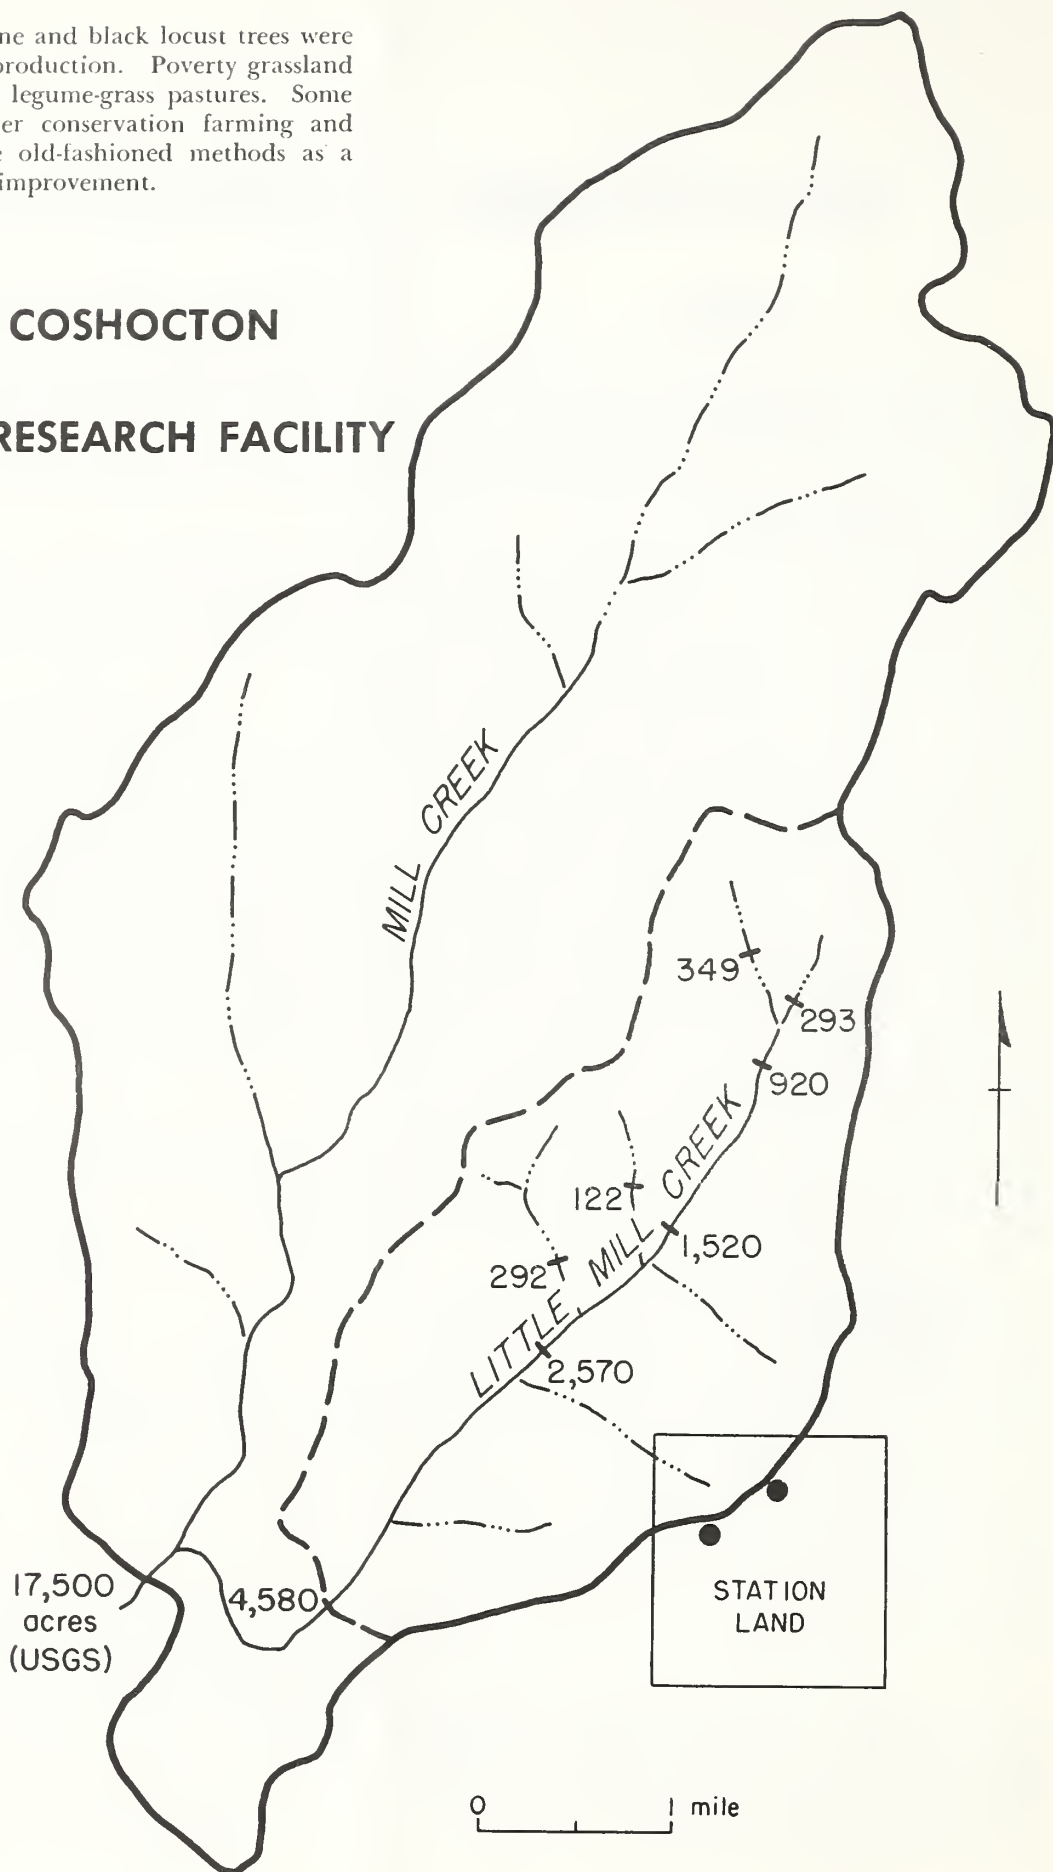 ne and black locust trees were
production. Poverty grassland
legume-grass pastures. Some
er conservation farming and
old-fashioned methods as a
improvement.
COSHOCTON
RESEARCH FACILITY
MILL CREEK
349
293
920
122
1,520
292
LITTLE MILL CREEK
2,570
17,500
acres
(USGS)
4,580
STATION
LAND
0 1 mile